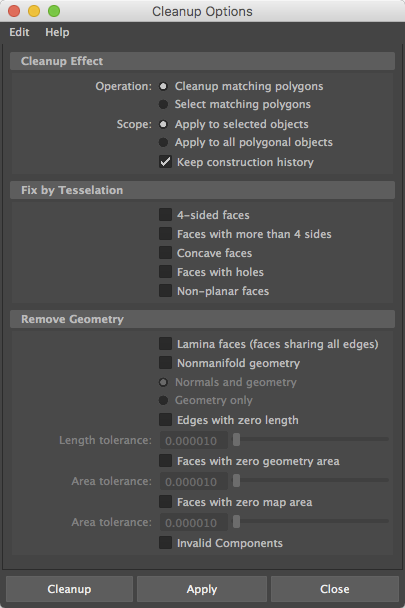 Cleanup Options
Edit Help
Cleanup Effect
Operation: Cleanup matching polygons
Select matching polygons
Scope: Apply to selected objects
Apply to all polygonal objects
Keep construction history
Fix by Tesselation
4-sided faces
Faces with more than 4 sides
Concave faces
Faces with holes
Non-planar faces
Remove Geometry
Lamina faces (faces sharing all edges)
Nonmanifold geometry
Normals and geometry
Geometry only
Edges with zero length
Length tolerance: 0.000010
Faces with zero geometry area
Area tolerance: 0.000010
Faces with zero map area
Area tolerance: 0.000010
Invalid Components
Cleanup Apply Close